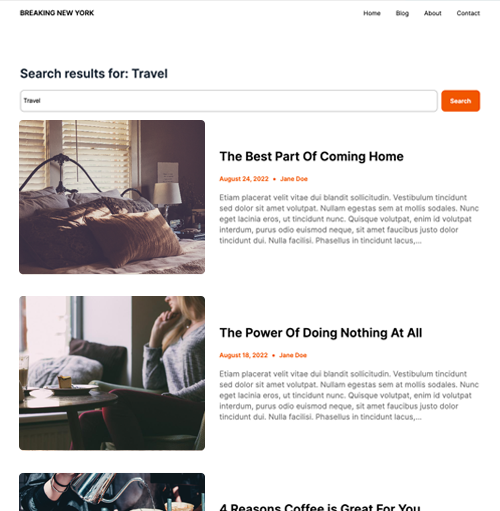 BREAKING NEW YORK
Home Blog About Contact
Search results for: Travel
Travel
Search
The Best Part Of Coming Home
August 24, 2022 • Jane Doe
Etiam placerat velit vitae dui blandit sollicitudin. Vestibulum tincidunt
sed dolor sit amet volutpat. Nullam egestas sem at mollis sodales. Nunc
eget lacinia eros, ut tincidunt nunc. Quisque volutpat, enim id volutpat
interdum, purus odio euismod neque, sit amet faucibus justo dolor
tincidunt dui. Nulla facilisi. Phasellus in tincidunt lacus,...
The Power Of Doing Nothing At All
August 18, 2022 • Jane Doe
Etiam placerat velit vitae dui blandit sollicitudin. Vestibulum tincidunt
sed dolor sit amet volutpat. Nullam egestas sem at mollis sodales. Nunc
eget lacinia eros, ut tincidunt nunc. Quisque volutpat, enim id volutpat
interdum, purus odio euismod neque, sit amet faucibus justo dolor
tincidunt dui. Nulla facilisi. Phasellus in tincidunt lacus,...
4 Reasons Coffee is Great For You